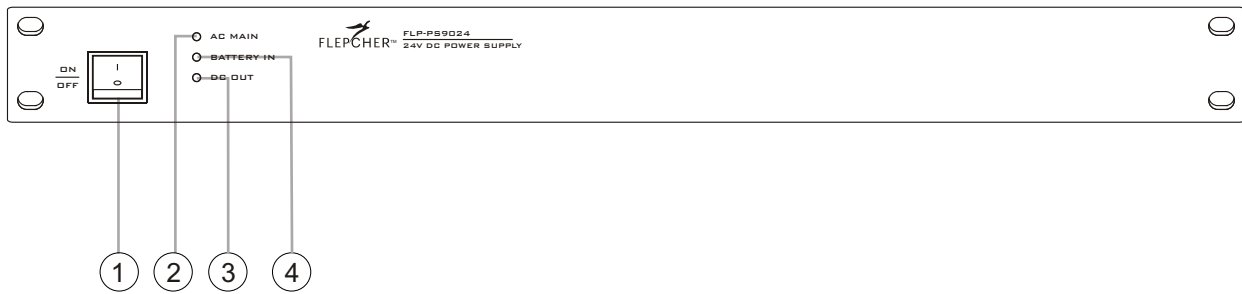 ON
OFF
I
O
AC MAIN
BATTERY IN
DC OUT
FLEPCHER™
FLP-PS9024
24V DC POWER SUPPLY
1
2
3
4